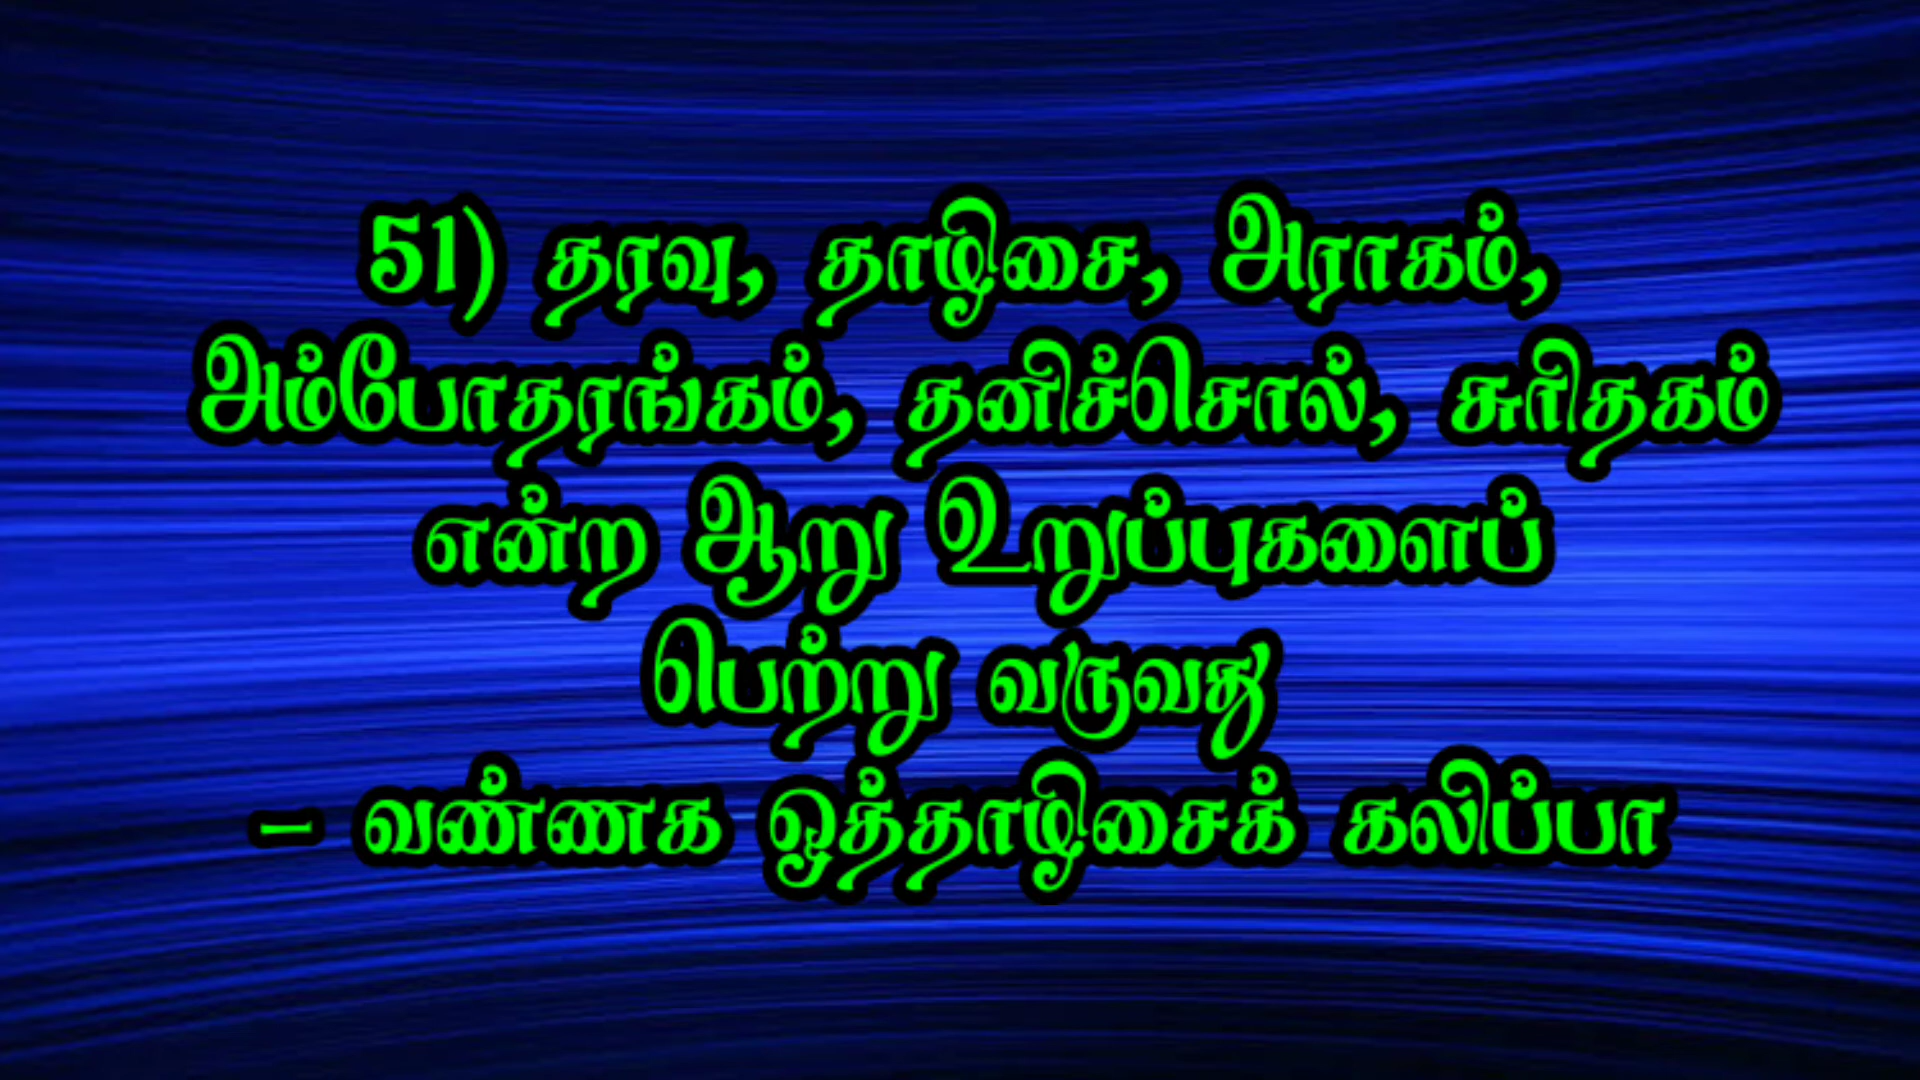 51) தரவு, தாழிசை, அராகம்,
அம்போதரங்கம், தனிச்சொல், சுரிதகம்
என்ற ஆறு உறுப்புகளைப்
பெற்று வருவது
– வண்ணக ஒத்தாழிசைக் கலிப்பா